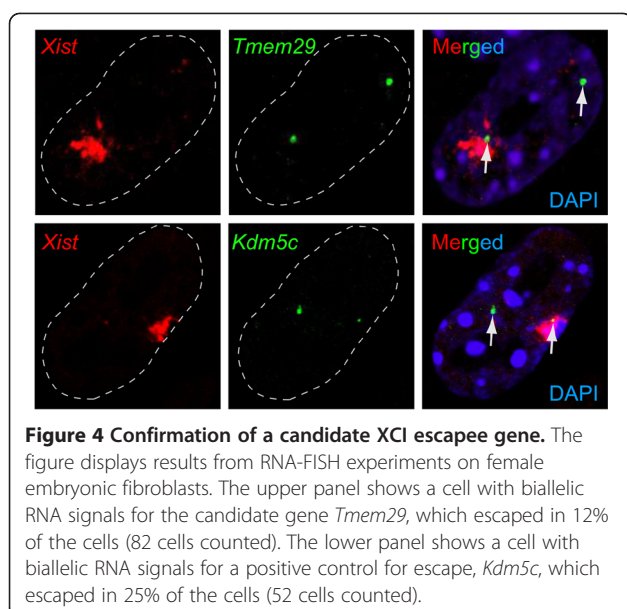 Xist
Tmem29
Merged
DAPI
Xist
Kdm5c
Merged
DAPI
Figure 4 Confirmation of a candidate XCI escapee gene. The
figure displays results from RNA-FISH experiments on female
embryonic fibroblasts. The upper panel shows a cell with biallelic
RNA signals for the candidate gene Tmem29, which escaped in 12%
of the cells (82 cells counted). The lower panel shows a cell with
biallelic RNA signals for a positive control for escape, Kdm5c, which
escaped in 25% of the cells (52 cells counted).